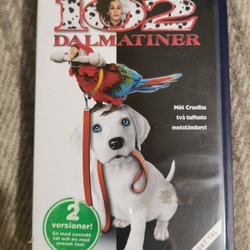 102
DALMATINER
Möt Cruellas
två tuffaste
motståndare!
2
versioner!
En med svenskt
tal och en med
svensk text.